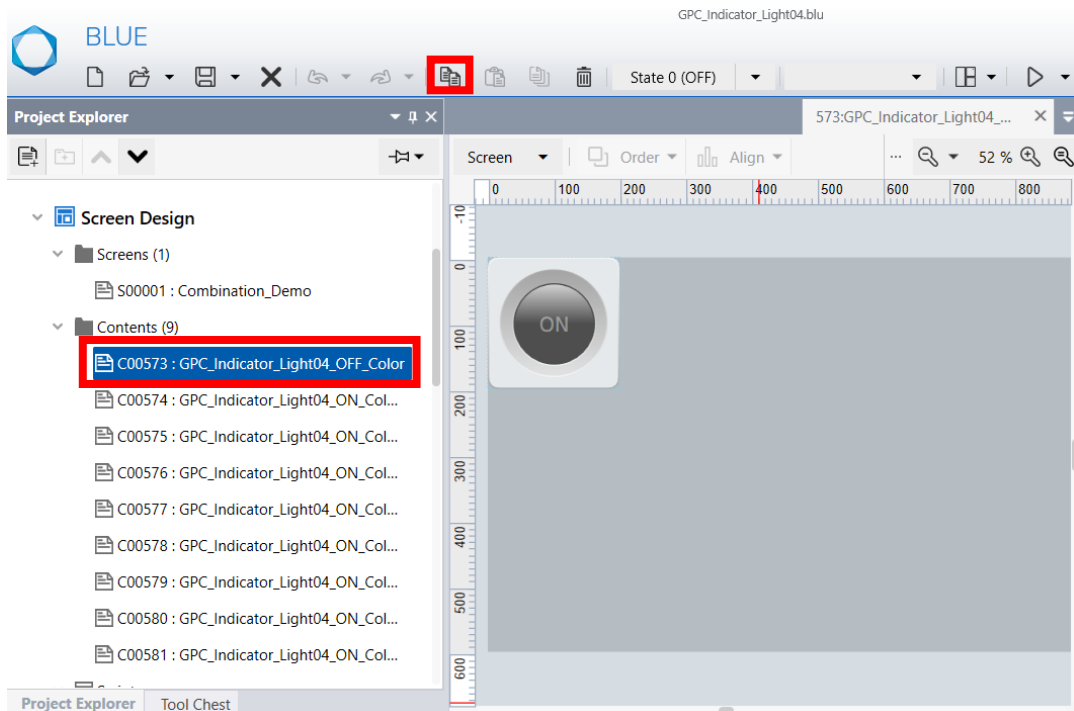 GPC_Indicator_Light04.blu
BLUE
State 0 (OFF)
Project Explorer
573:GPC_Indicator_Light04_...
Screen Order Align ... 52 %
0 100 200 300 400 500 600 700 800
Screen Design
Screens (1)
S00001 : Combination_Demo
Contents (9)
C00573 : GPC_Indicator_Light04_OFF_Color
C00574 : GPC_Indicator_Light04_ON_Col...
C00575 : GPC_Indicator_Light04_ON_Col...
C00576 : GPC_Indicator_Light04_ON_Col...
C00577 : GPC_Indicator_Light04_ON_Col...
C00578 : GPC_Indicator_Light04_ON_Col...
C00579 : GPC_Indicator_Light04_ON_Col...
C00580 : GPC_Indicator_Light04_ON_Col...
C00581 : GPC_Indicator_Light04_ON_Col...
Project Explorer Tool Chest
-10
0
100
200
300
400
500
600
ON